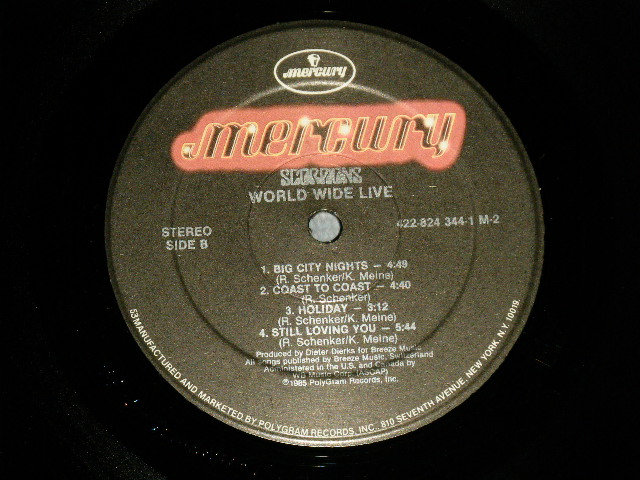 mercury
mercury
SCORPIONS
WORLD WIDE LIVE
STEREO
SIDE B
422-824 344-1 M-2
1. BIG CITY NIGHTS — 4:49
(R. Schenker/K. Meine)
2. COAST TO COAST — 4:40
(R. Schenker)
3. HOLIDAY — 3:12
(R. Schenker/K. Meine)
4. STILL LOVING YOU — 5:44
(R. Schenker/K. Meine)
Produced by Dieter Dierks for Breeze Music
All songs published by Breeze Music, Switzerland
Administered in the U.S. and Canada by
WB Music Corp. (ASCAP)
©1985 PolyGram Records, Inc.
53MANUFACTURED AND MARKETED BY POLYGRAM RECORDS, INC., 810 SEVENTH AVENUE, NEW YORK, N.Y. 10019.